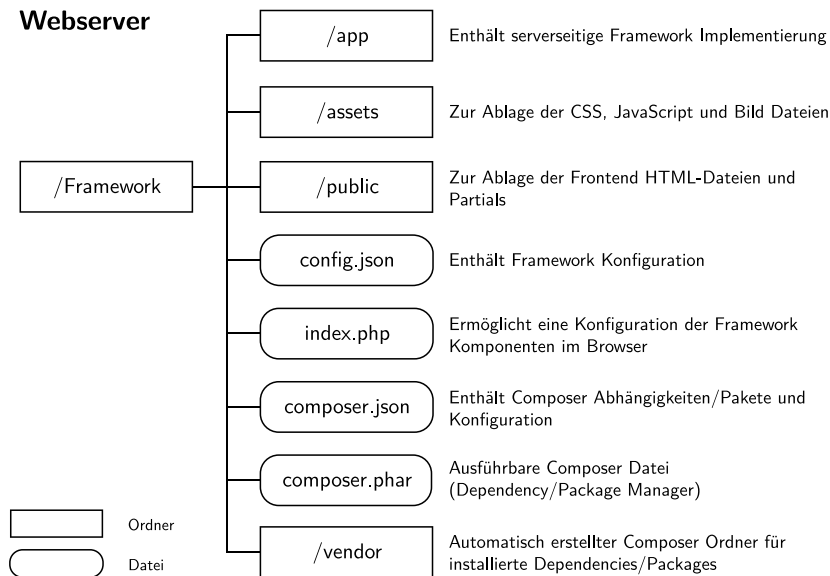 Webserver
/app
Enthält serverseitige Framework Implementierung
/assets
Zur Ablage der CSS, JavaScript und Bild Dateien
/Framework
/public
Zur Ablage der Frontend HTML-Dateien und
Partials
config.json
Enthält Framework Konfiguration
index.php
Ermöglicht eine Konfiguration der Framework
Komponenten im Browser
composer.json
Enthält Composer Abhängigkeiten/Pakete und
Konfiguration
composer.phar
Ausführbare Composer Datei
(Dependency/Package Manager)
/vendor
Automatisch erstellter Composer Ordner für
installierte Dependencies/Packages
Ordner
Datei